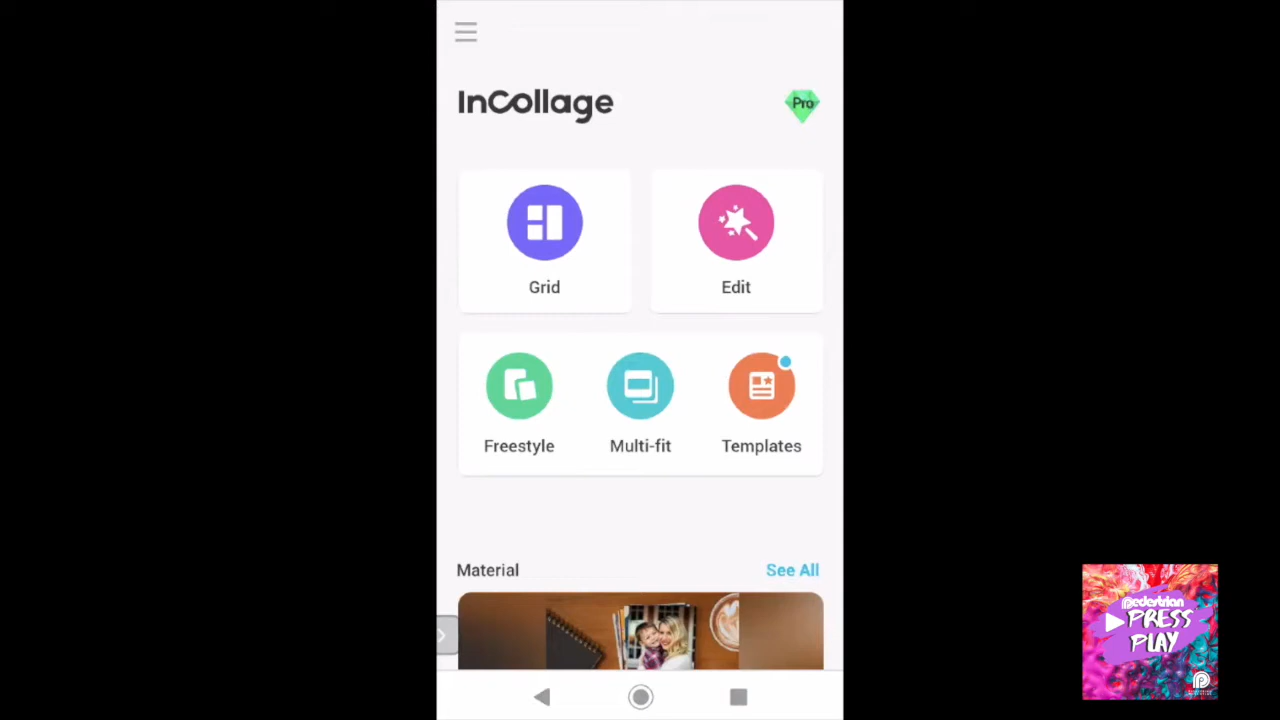 InCollage
Pro
Grid
Edit
Freestyle
Multi-fit
Templates
Material
See All
Pedestrian
PRESS
PLAY